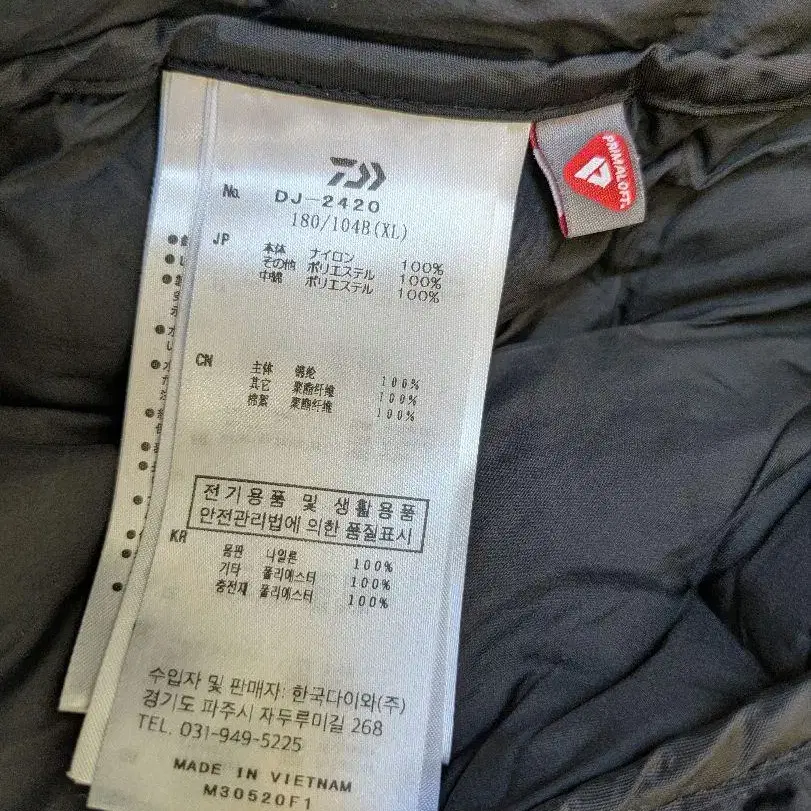 No. DJ-2420
180/104B(XL)
JP
本体 ナイロン 100%
その他 ポリエステル 100%
中綿 ポリエステル 100%
CN
主体 锦纶 100%
其它 聚酯纤维 100%
棉絮 聚酯纤维 100%
전기용품 및 생활용품
안전관리법에 의한 품질표시
KR
몸판 나일론 100%
기타 폴리에스터 100%
충전재 폴리에스터 100%
수입자 및 판매자: 한국다이와(주)
경기도 파주시 자두루미길 268
TEL. 031-949-5225
MADE IN VIETNAM
M30520F1
PRIMALOFT